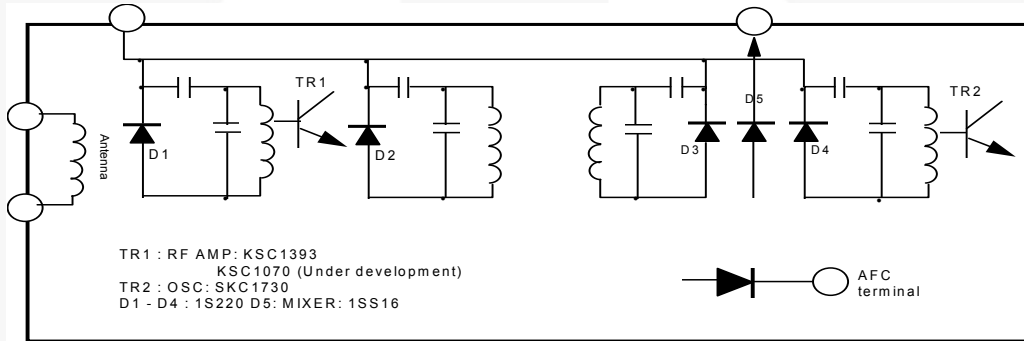 TR1
D5
TR2
D1
D2
D3
D4
Antenna
TR1 : RF AMP: KSC1393
KSC1070 (Under development)
TR2 : OSC: SKC1730
D1 - D4 : 1S220 D5: MIXER: 1SS16
AFC
terminal